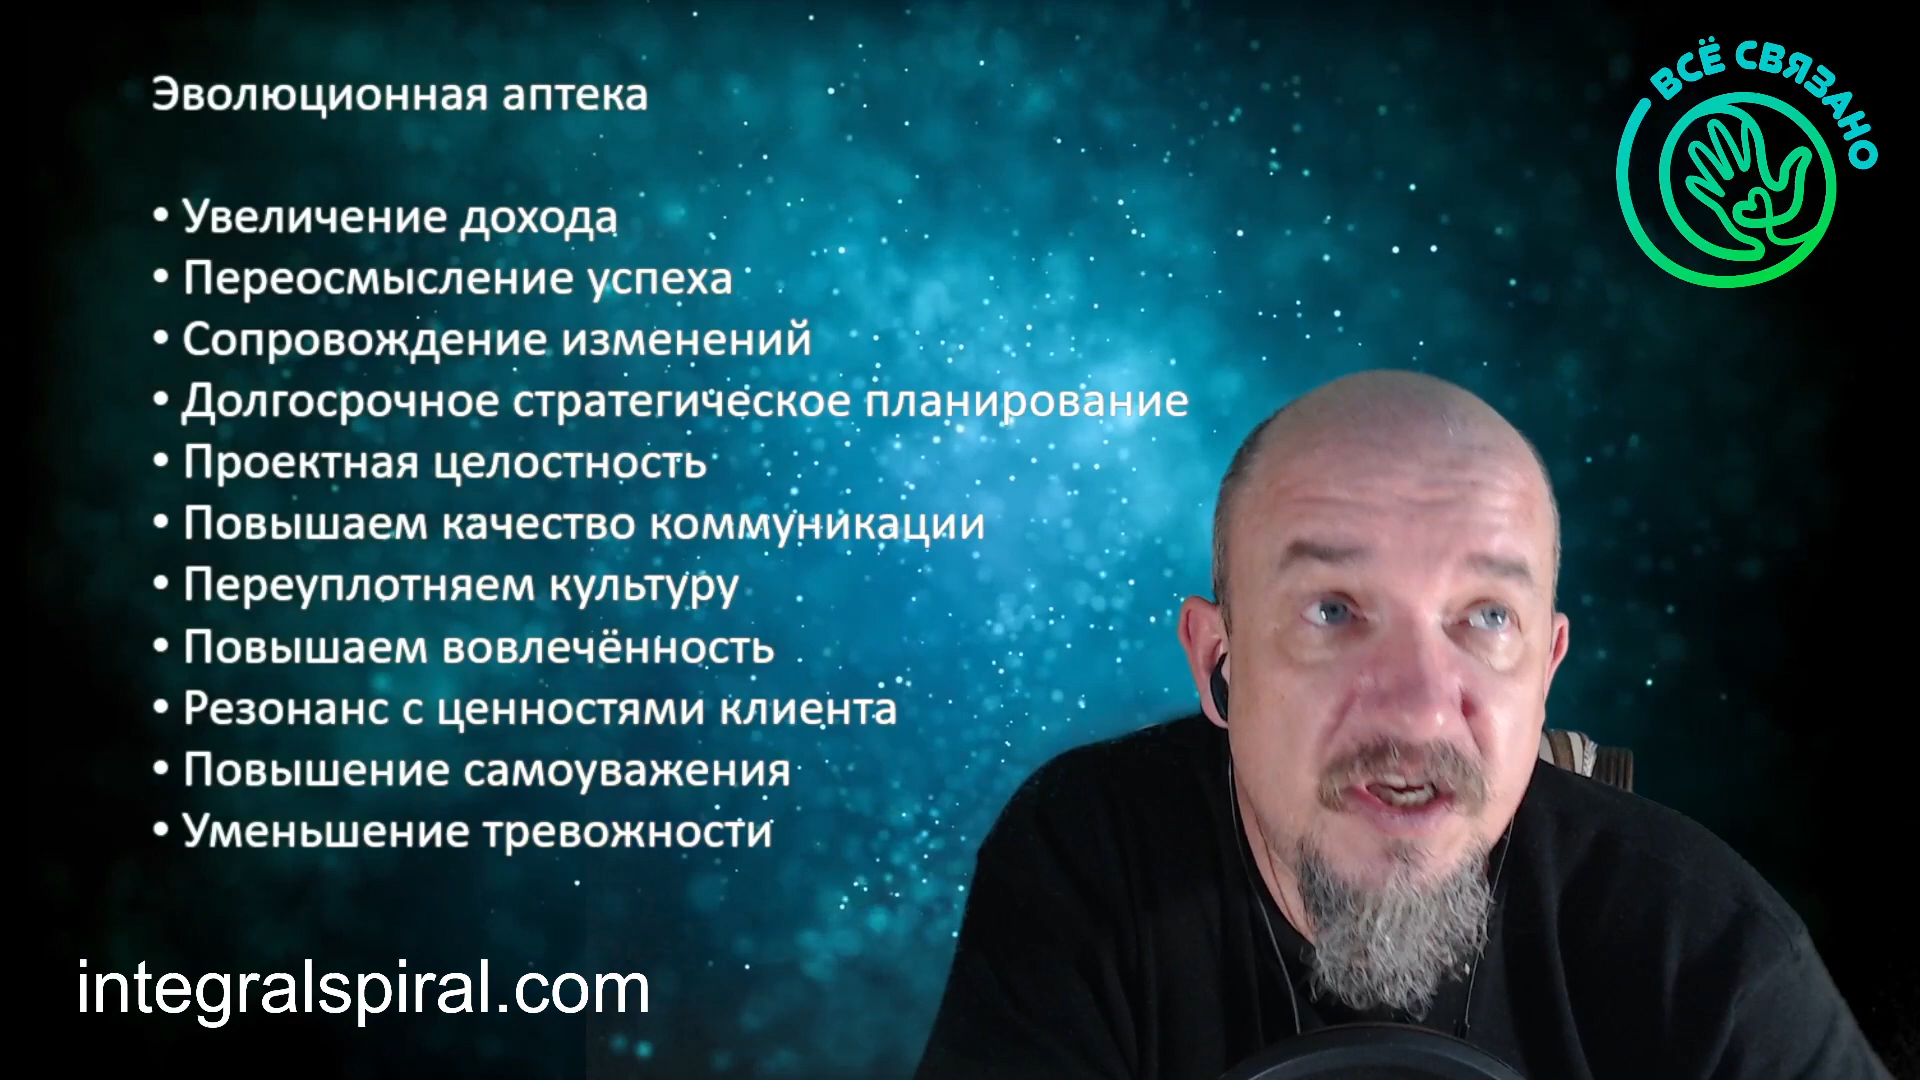 Эволюционная аптека
ВСЁ СВЯЗАНО
• Увеличение дохода
• Переосмысление успеха
• Сопровождение изменений
• Долгосрочное стратегическое планирование
• Проектная целостность
• Повышаем качество коммуникации
• Переуплотняем культуру
• Повышаем вовлечённость
• Резонанс с ценностями клиента
• Повышение самоуважения
• Уменьшение тревожности
integralspiral.com